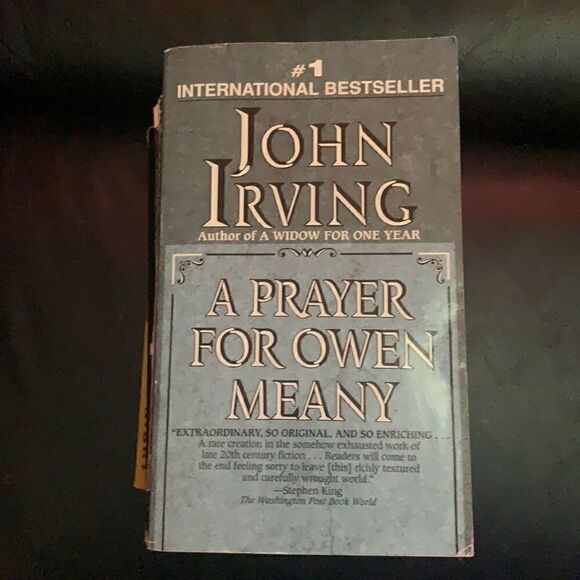 #1
INTERNATIONAL BESTSELLER
JOHN
IRVING
Author of A WIDOW FOR ONE YEAR
A PRAYER
FOR OWEN
MEANY
"EXTRAORDINARY, SO ORIGINAL, AND SO ENRICHING . . .
A rare creation in the somehow exhausted work of
late 20th century fiction . . . Readers will come to
the end feeling sorry to leave [this] richly textured
and carefully wrought world."
—Stephen King
The Washington Post Book World